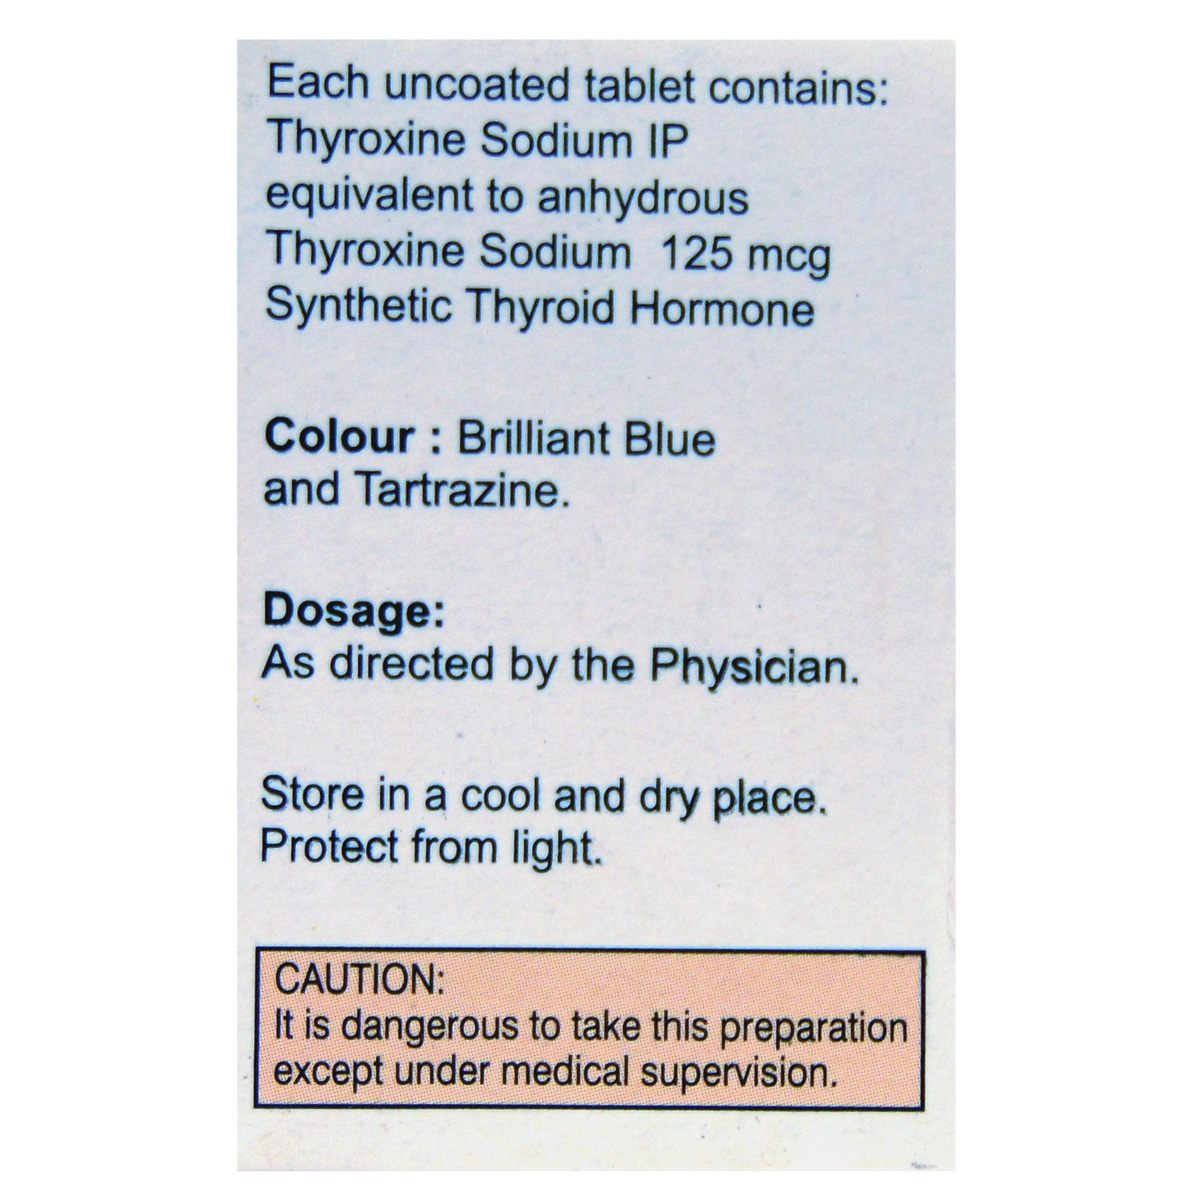 Each uncoated tablet contains:
Thyroxine Sodium IP
equivalent to anhydrous
Thyroxine Sodium 125 mcg
Synthetic Thyroid Hormone
Colour : Brilliant Blue
and Tartrazine.
Dosage:
As directed by the Physician.
Store in a cool and dry place.
Protect from light.
CAUTION:
It is dangerous to take this preparation
except under medical supervision.